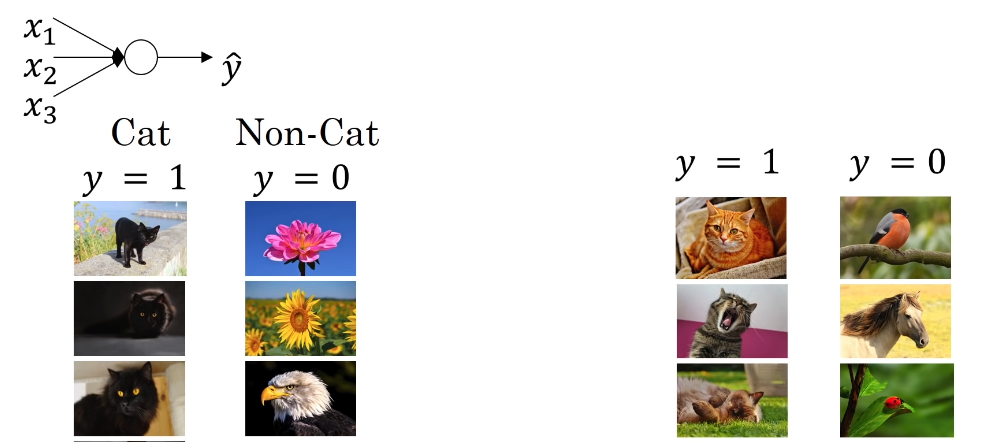 x₁
x₂
x₃
ŷ
Cat Non-Cat
y = 1 y = 0
y = 1 y = 0